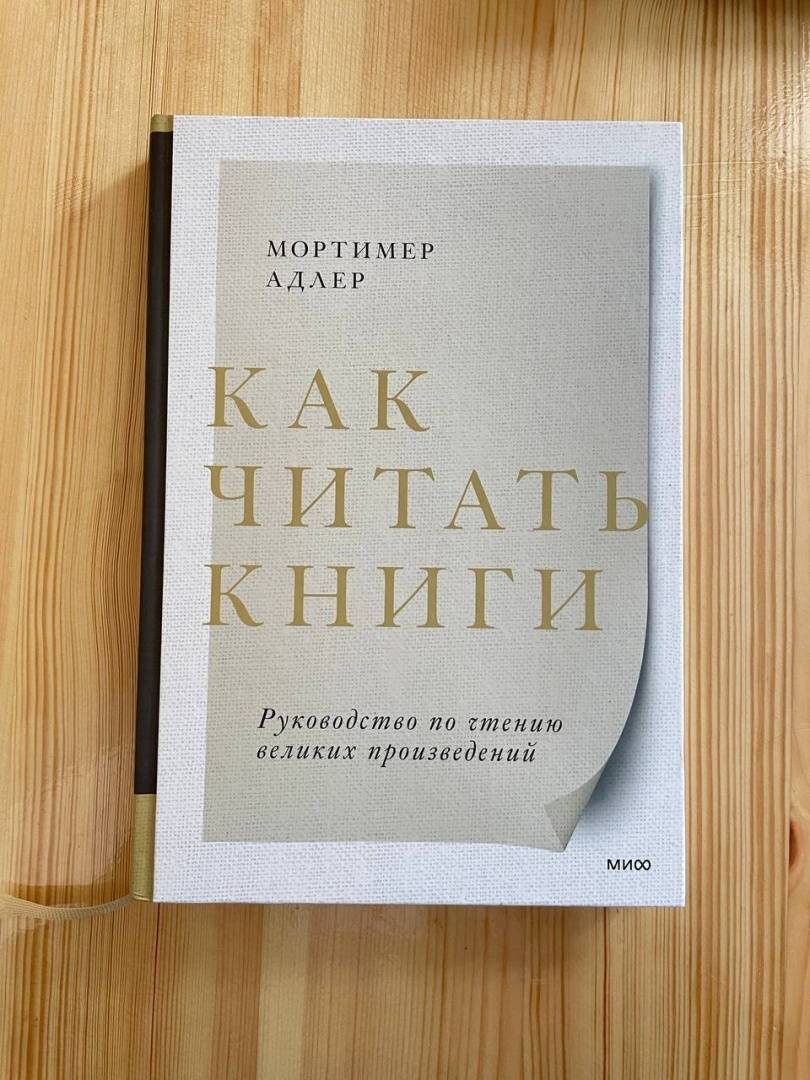 МОРТИМЕР
АДЛЕР
КАК
ЧИТАТЬ
КНИГИ
Руководство по чтению
великих произведений
МИФ